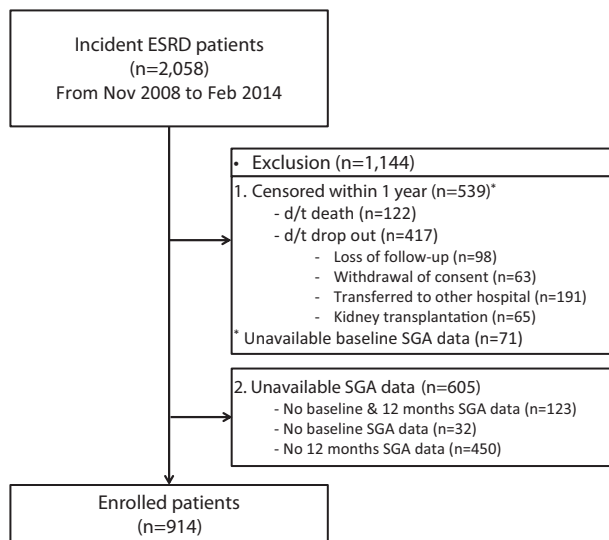 Incident ESRD patients
(n=2,058)
From Nov 2008 to Feb 2014
• Exclusion (n=1,144)
1. Censored within 1 year (n=539)*
- d/t death (n=122)
- d/t drop out (n=417)
- Loss of follow-up (n=98)
- Withdrawal of consent (n=63)
- Transferred to other hospital (n=191)
- Kidney transplantation (n=65)
* Unavailable baseline SGA data (n=71)
2. Unavailable SGA data (n=605)
- No baseline & 12 months SGA data (n=123)
- No baseline SGA data (n=32)
- No 12 months SGA data (n=450)
Enrolled patients
(n=914)